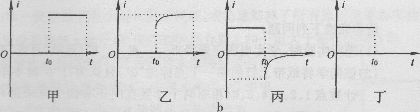 i i i i
O t₀ t O t₀ t O t₀ t O t₀ t
甲 乙 b 丙 丁